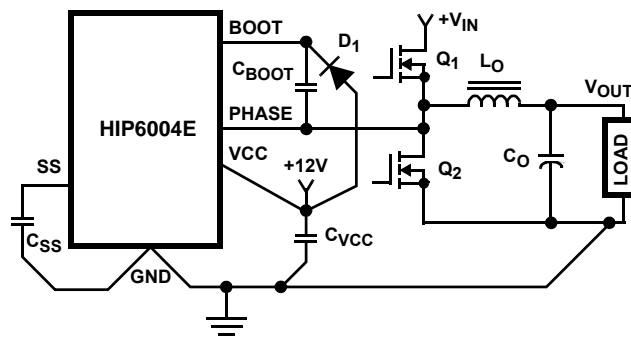 BOOT
D1
+VIN
CBOOT
Q1
LO
VOUT
PHASE
HIP6004E
VCC
SS
+12V
Q2
CO
LOAD
CSS
CVCC
GND